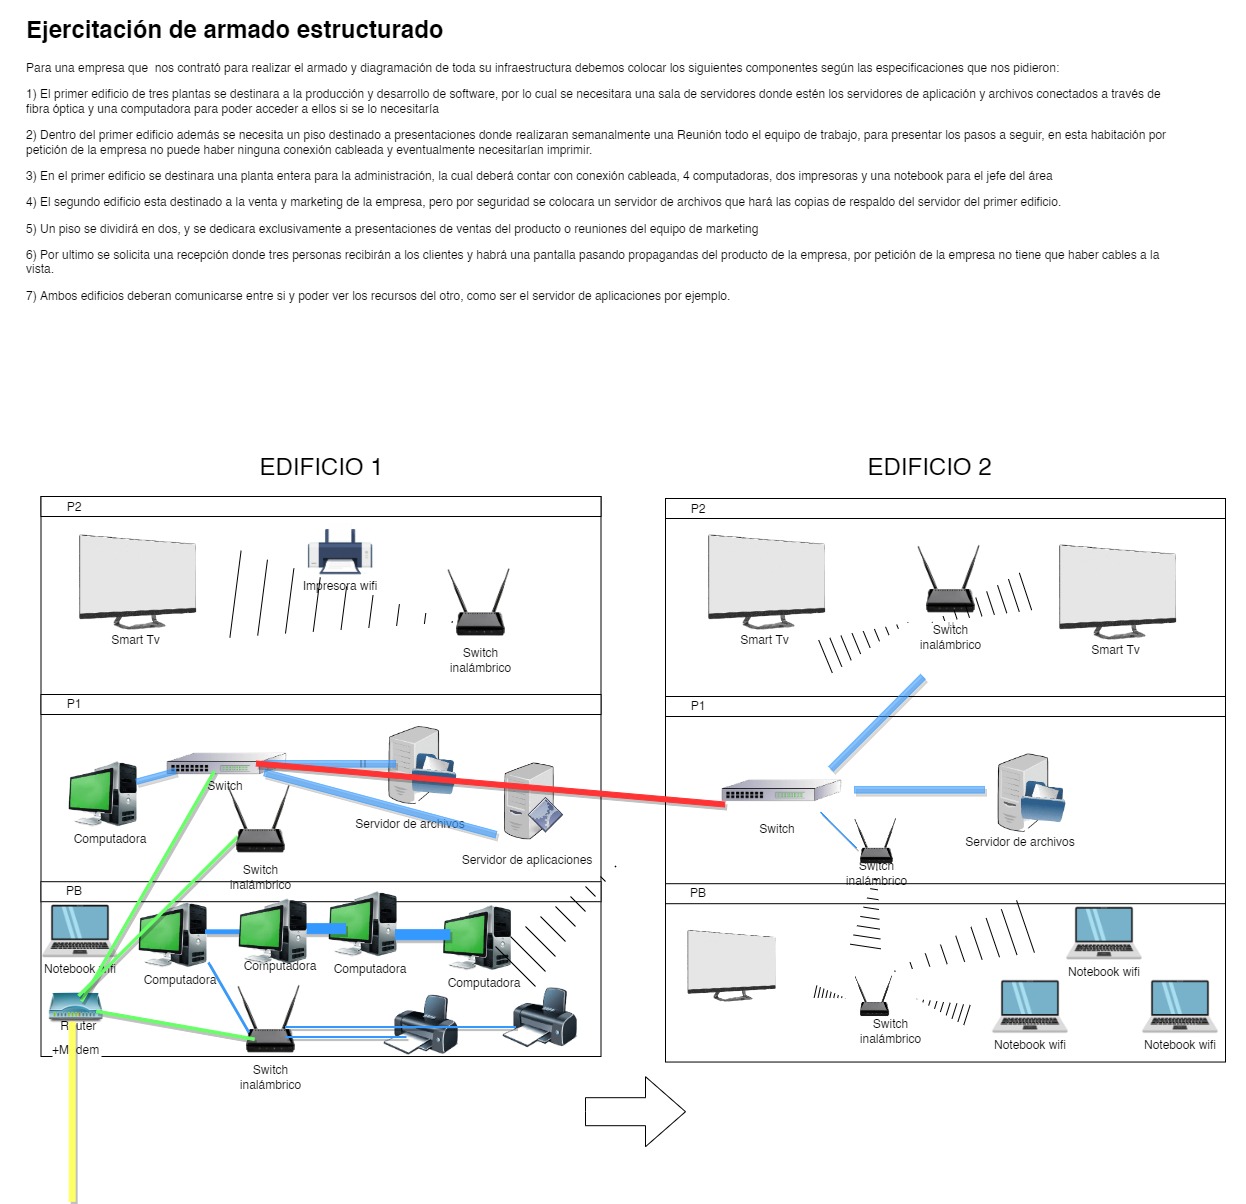 Ejercitación de armado estructurado
Para una empresa que  nos contrató para realizar el armado y diagramación de toda su infraestructura debemos colocar los siguientes componentes según las especificaciones que nos pidieron:
1) El primer edificio de tres plantas se destinara a la producción y desarrollo de software, por lo cual se necesitara una sala de servidores donde estén los servidores de aplicación y archivos conectados a través de
fibra óptica y una computadora para poder acceder a ellos si se lo necesitaría
2) Dentro del primer edificio además se necesita un piso destinado a presentaciones donde realizaran semanalmente una Reunión todo el equipo de trabajo, para presentar los pasos a seguir, en esta habitación por
petición de la empresa no puede haber ninguna conexión cableada y eventualmente necesitarían imprimir.
3) En el primer edificio se destinara una planta entera para la administración, la cual deberá contar con conexión cableada, 4 computadoras, dos impresoras y una notebook para el jefe del área
4) El segundo edificio esta destinado a la venta y marketing de la empresa, pero por seguridad se colocara un servidor de archivos que hará las copias de respaldo del servidor del primer edificio.
5) Un piso se dividirá en dos, y se dedicara exclusivamente a presentaciones de ventas del producto o reuniones del equipo de marketing
6) Por ultimo se solicita una recepción donde tres personas recibirán a los clientes y habrá una pantalla pasando propagandas del producto de la empresa, por petición de la empresa no tiene que haber cables a la
vista.
7) Ambos edificios deberan comunicarse entre si y poder ver los recursos del otro, como ser el servidor de aplicaciones por ejemplo.
EDIFICIO 1
P2
Smart Tv
Impresora wifi
Switch
inalámbrico
P1
Computadora
Switch
Switch
inalámbrico
Servidor de archivos
Servidor de aplicaciones
PB
Notebook wifi
Computadora
Computadora
Computadora
Computadora
Router
+Modem
Switch
inalámbrico
EDIFICIO 2
P2
Smart Tv
Switch
inalámbrico
Smart Tv
P1
Switch
Switch
inalámbrico
Servidor de archivos
PB
Switch
inalámbrico
Notebook wifi
Notebook wifi
Notebook wifi